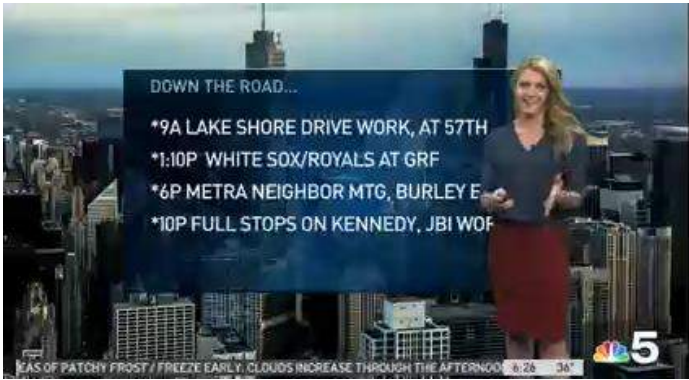 DOWN THE ROAD...
*9A LAKE SHORE DRIVE WORK, AT 57TH
*1:10P WHITE SOX/ROYALS AT GRF
*6P METRA NEIGHBOR MTG, BURLEY E
*10P FULL STOPS ON KENNEDY, JBI WOR
EAS OF PATCHY FROST / FREEZE EARLY. CLOUDS INCREASE THROUGH THE AFTERNOO
6:26 36°
5